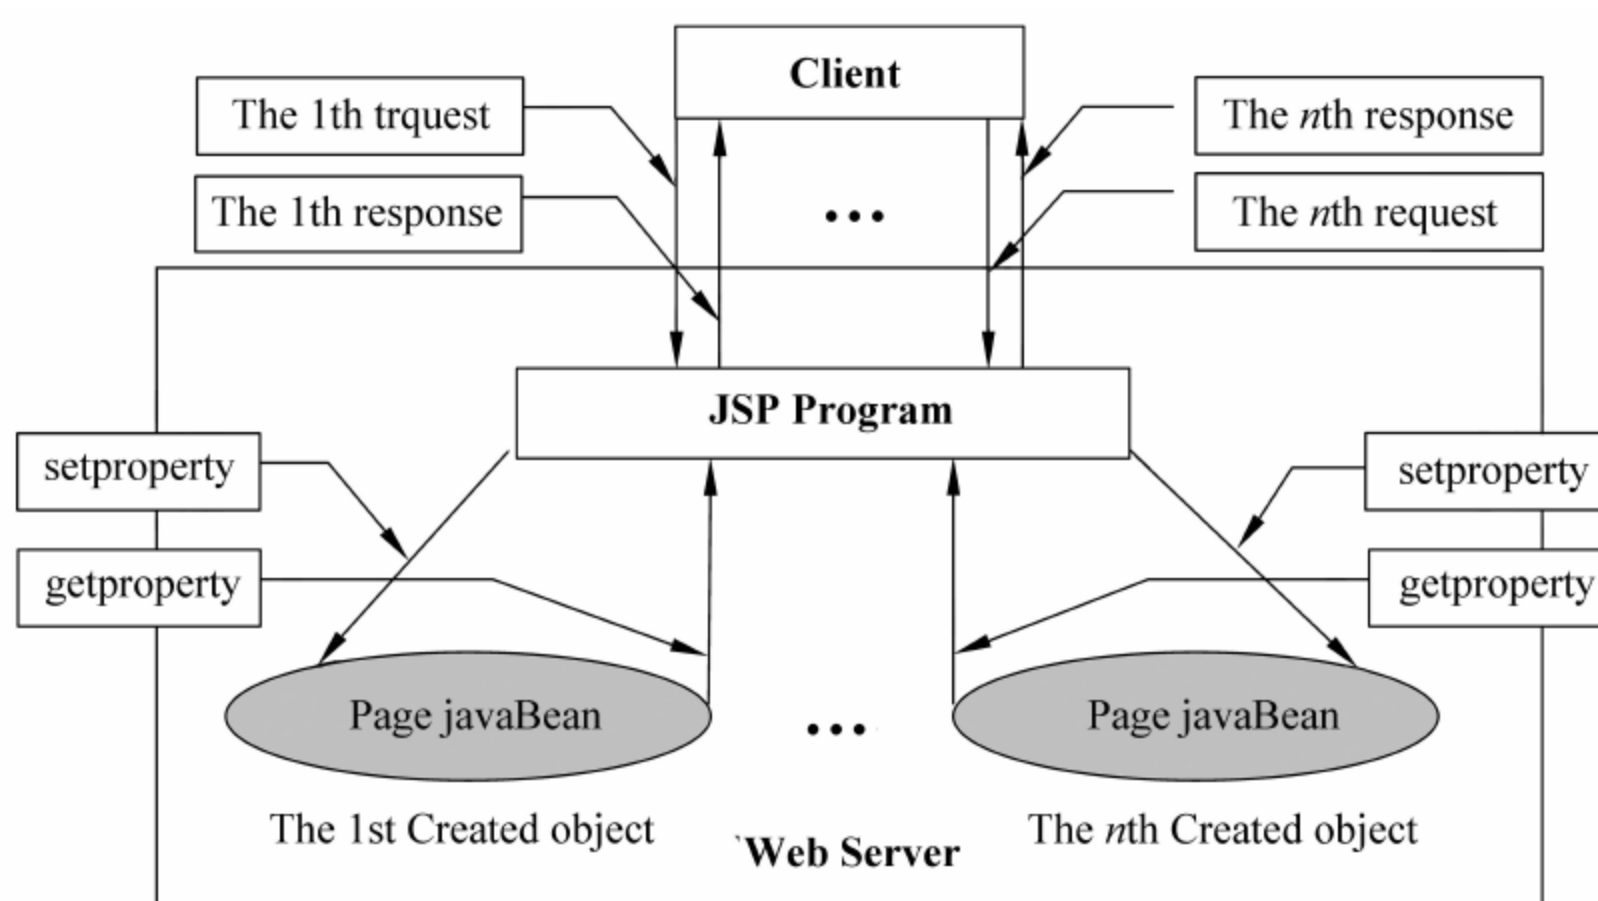 Client
The 1th trquest
The nth response
The 1th response
The nth request
•••
JSP Program
setproperty
setproperty
getproperty
getproperty
Page javaBean
•••
Page javaBean
The 1st Created object
The nth Created object
Web Server